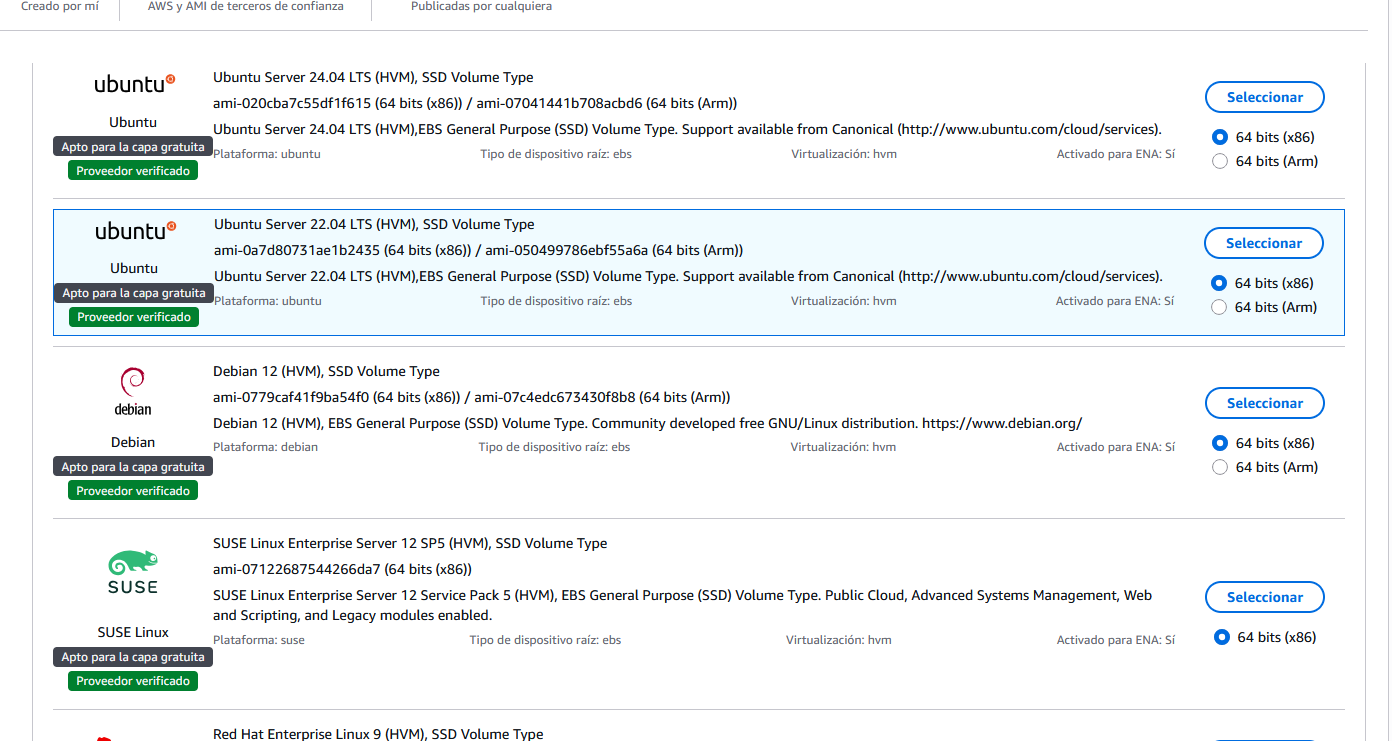 Creado por mí
AWS y AMI de terceros de confianza
Publicadas por cualquiera
ubuntu
Ubuntu
Apto para la capa gratuita
Proveedor verificado
Ubuntu Server 24.04 LTS (HVM), SSD Volume Type
ami-020cba7c55df1f615 (64 bits (x86)) / ami-07041441b708acbd6 (64 bits (Arm))
Ubuntu Server 24.04 LTS (HVM),EBS General Purpose (SSD) Volume Type. Support available from Canonical (http://www.ubuntu.com/cloud/services).
Plataforma: ubuntu
Tipo de dispositivo raíz: ebs
Virtualización: hvm
Activado para ENA: Sí
Seleccionar
64 bits (x86)
64 bits (Arm)
ubuntu
Ubuntu
Apto para la capa gratuita
Proveedor verificado
Ubuntu Server 22.04 LTS (HVM), SSD Volume Type
ami-0a7d80731ae1b2435 (64 bits (x86)) / ami-050499786ebf55a6a (64 bits (Arm))
Ubuntu Server 22.04 LTS (HVM),EBS General Purpose (SSD) Volume Type. Support available from Canonical (http://www.ubuntu.com/cloud/services).
Plataforma: ubuntu
Tipo de dispositivo raíz: ebs
Virtualización: hvm
Activado para ENA: Sí
Seleccionar
64 bits (x86)
64 bits (Arm)
debian
Debian
Apto para la capa gratuita
Proveedor verificado
Debian 12 (HVM), SSD Volume Type
ami-0779caf41f9ba54f0 (64 bits (x86)) / ami-07c4edc673430f8b8 (64 bits (Arm))
Debian 12 (HVM), EBS General Purpose (SSD) Volume Type. Community developed free GNU/Linux distribution. https://www.debian.org/
Plataforma: debian
Tipo de dispositivo raíz: ebs
Virtualización: hvm
Activado para ENA: Sí
Seleccionar
64 bits (x86)
64 bits (Arm)
SUSE
SUSE Linux
Apto para la capa gratuita
Proveedor verificado
SUSE Linux Enterprise Server 12 SP5 (HVM), SSD Volume Type
ami-07122687544266da7 (64 bits (x86))
SUSE Linux Enterprise Server 12 Service Pack 5 (HVM), EBS General Purpose (SSD) Volume Type. Public Cloud, Advanced Systems Management, Web
and Scripting, and Legacy modules enabled.
Plataforma: suse
Tipo de dispositivo raíz: ebs
Virtualización: hvm
Activado para ENA: Sí
Seleccionar
64 bits (x86)
Red Hat Enterprise Linux 9 (HVM), SSD Volume Type